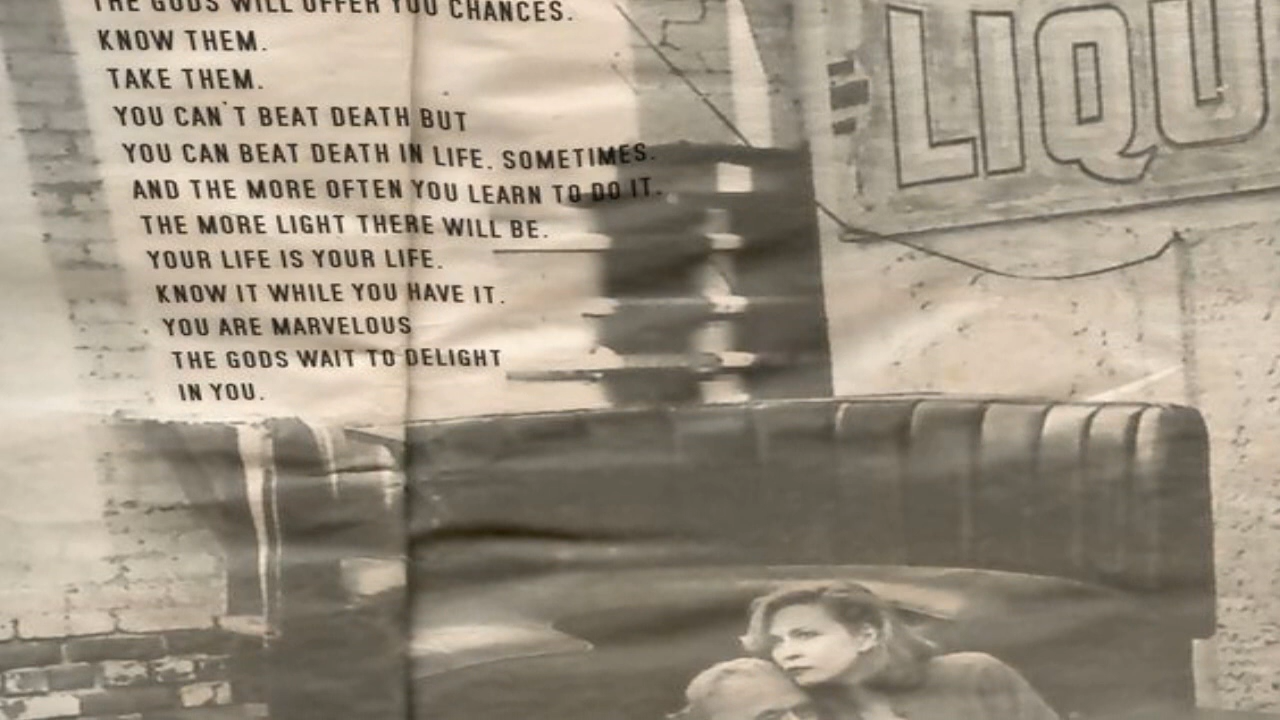 THE GODS WILL OFFER YOU CHANCES.
KNOW THEM.
TAKE THEM.
YOU CAN'T BEAT DEATH BUT
YOU CAN BEAT DEATH IN LIFE. SOMETIMES.
AND THE MORE OFTEN YOU LEARN TO DO IT.
THE MORE LIGHT THERE WILL BE.
YOUR LIFE IS YOUR LIFE.
KNOW IT WHILE YOU HAVE IT.
YOU ARE MARVELOUS
THE GODS WAIT TO DELIGHT
IN YOU.
LIQU